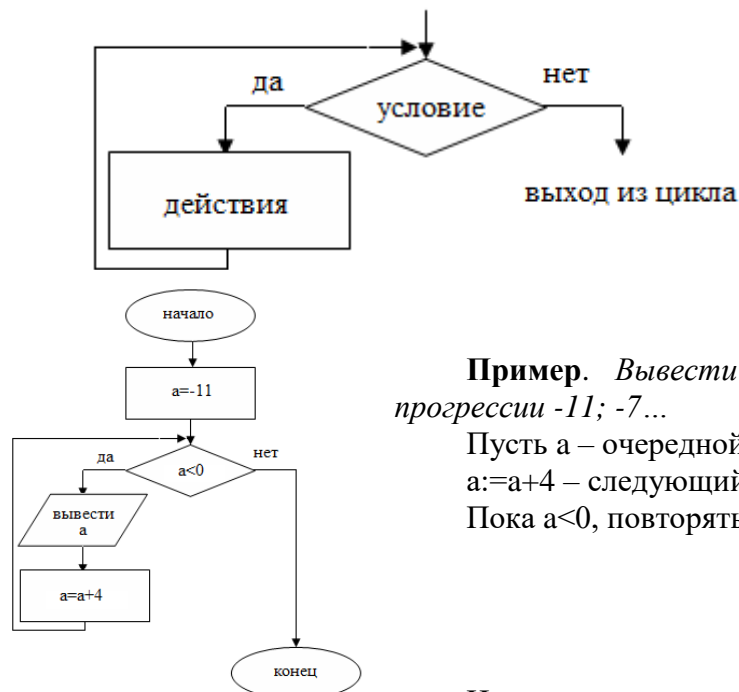 да
нет
условие
действия
выход из цикла
начало
a=-11
да
нет
a<0
вывести
a
a=a+4
конец
Пример. Вывести
прогрессии -11; -7…
Пусть a – очередной
a:=a+4 – следующий
Пока a<0, повторять